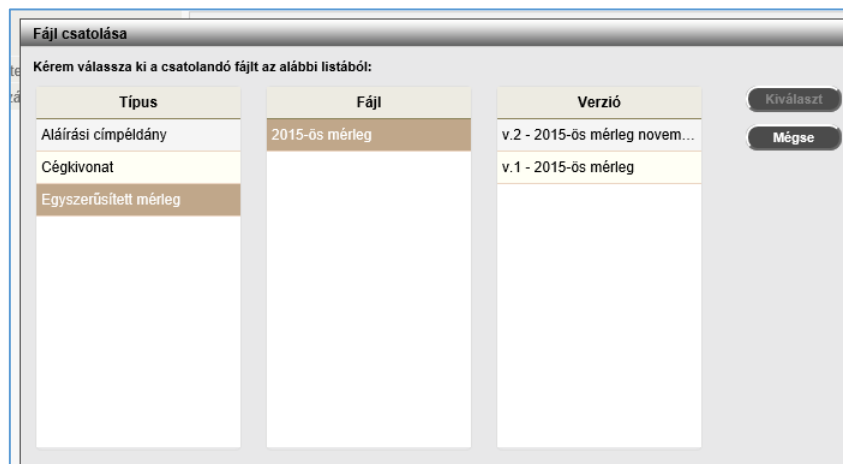 Fájl csatolása
Kérem válassza ki a csatolandó fájlt az alábbi listából:
Típus Fájl Verzió Kiválaszt
Aláírási címpéldány 2015-ös mérleg v.2 - 2015-ös mérleg novem... Mégse
Cégkivonat v.1 - 2015-ös mérleg
Egyszerűsített mérleg